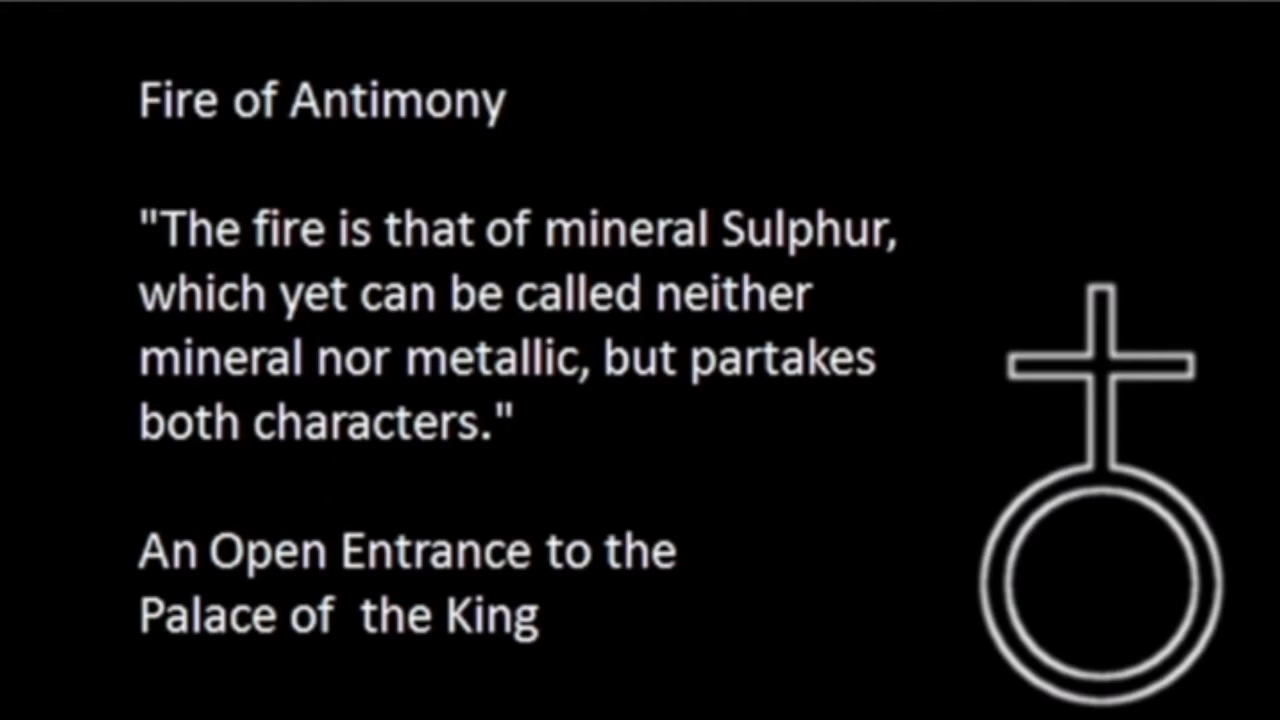 Fire of Antimony
"The fire is that of mineral Sulphur,
which yet can be called neither
mineral nor metallic, but partakes
both characters."
An Open Entrance to the
Palace of  the King